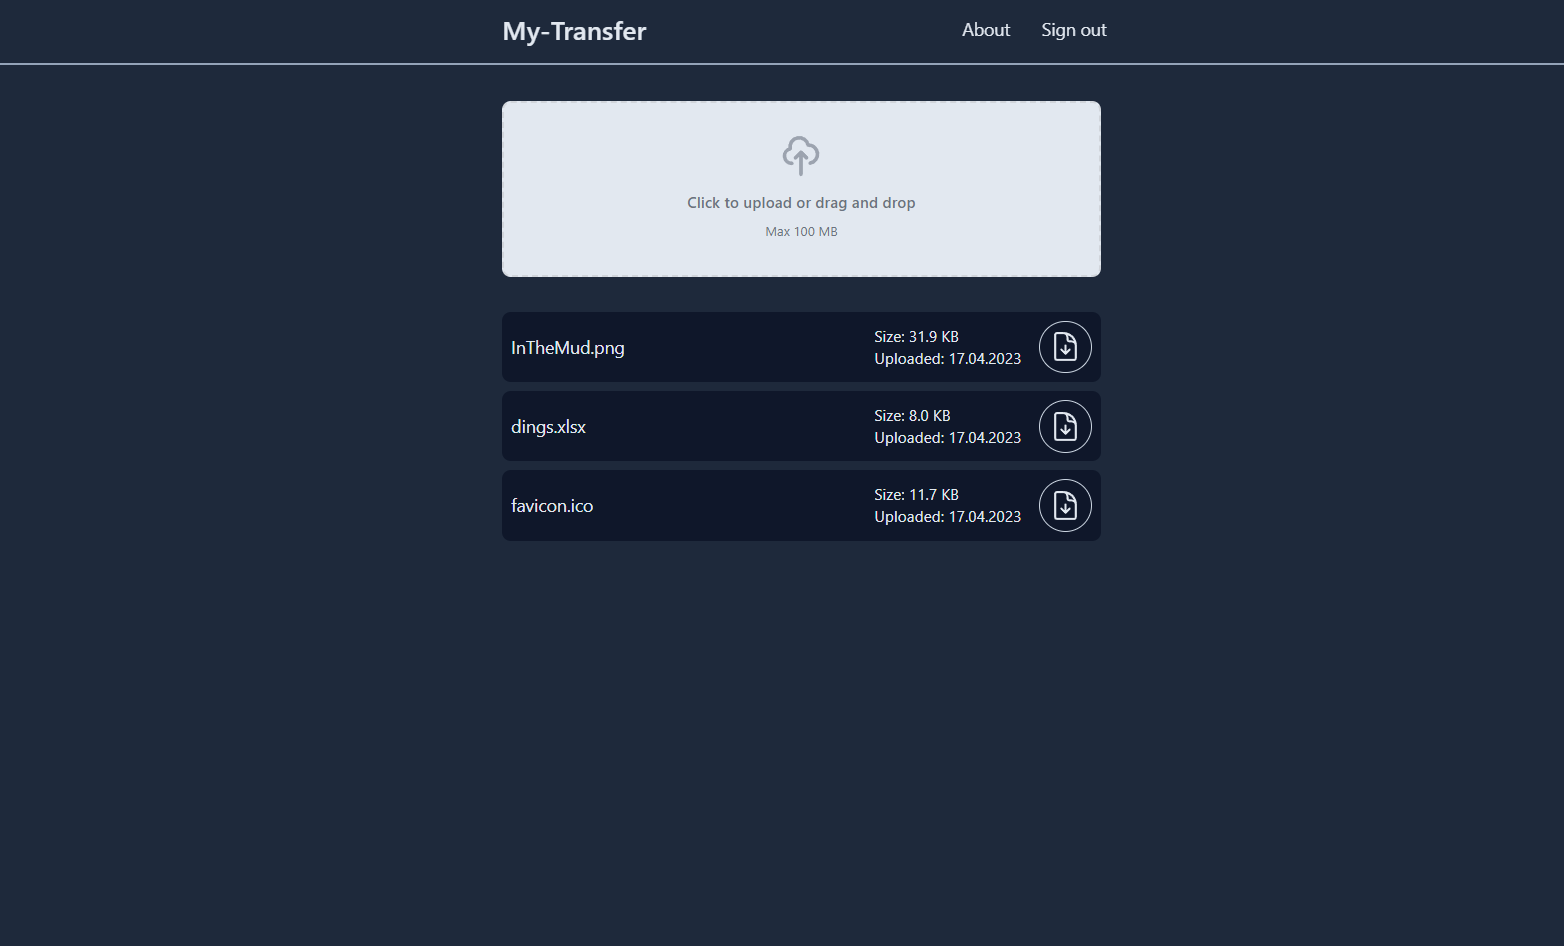 My-Transfer
About
Sign out
Click to upload or drag and drop
Max 100 MB
InTheMud.png
Size: 31.9 KB
Uploaded: 17.04.2023
dings.xlsx
Size: 8.0 KB
Uploaded: 17.04.2023
favicon.ico
Size: 11.7 KB
Uploaded: 17.04.2023